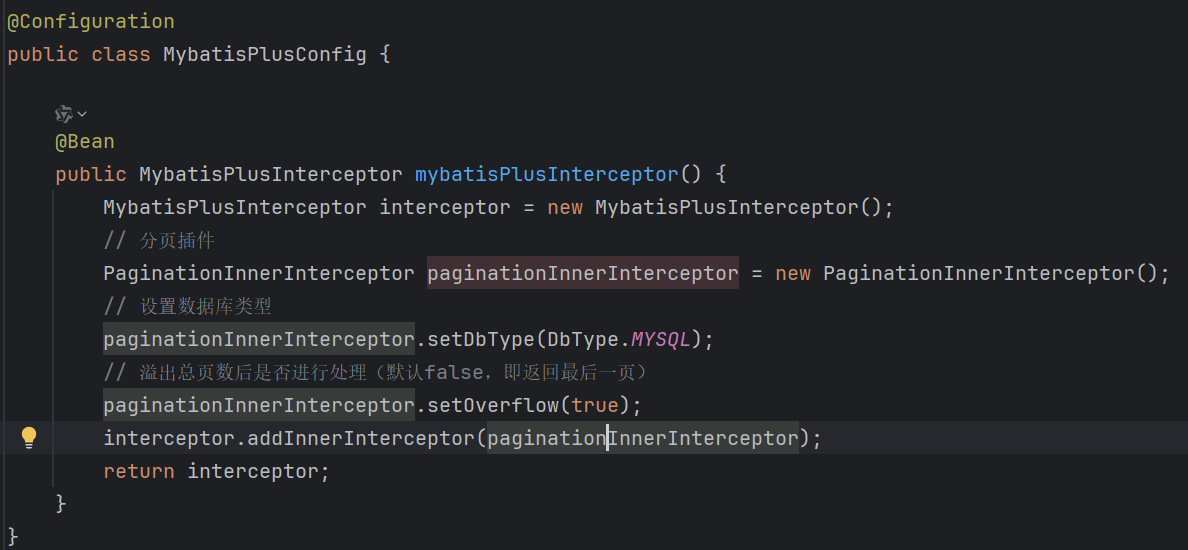 @Configuration
public class MybatisPlusConfig {
@Bean
public MybatisPlusInterceptor mybatisPlusInterceptor() {
MybatisPlusInterceptor interceptor = new MybatisPlusInterceptor();
// 分页插件
PaginationInnerInterceptor paginationInnerInterceptor = new PaginationInnerInterceptor();
// 设置数据库类型
paginationInnerInterceptor.setDbType(DbType.MYSQL);
// 溢出总页数后是否进行处理（默认false，即返回最后一页）
paginationInnerInterceptor.setOverflow(true);
interceptor.addInnerInterceptor(paginationInnerInterceptor);
return interceptor;
}
}